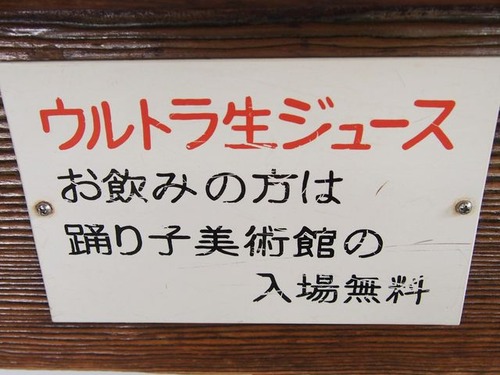 ウルトラ生ジュース
お飲みの方は
踊り子美術館の
入場無料